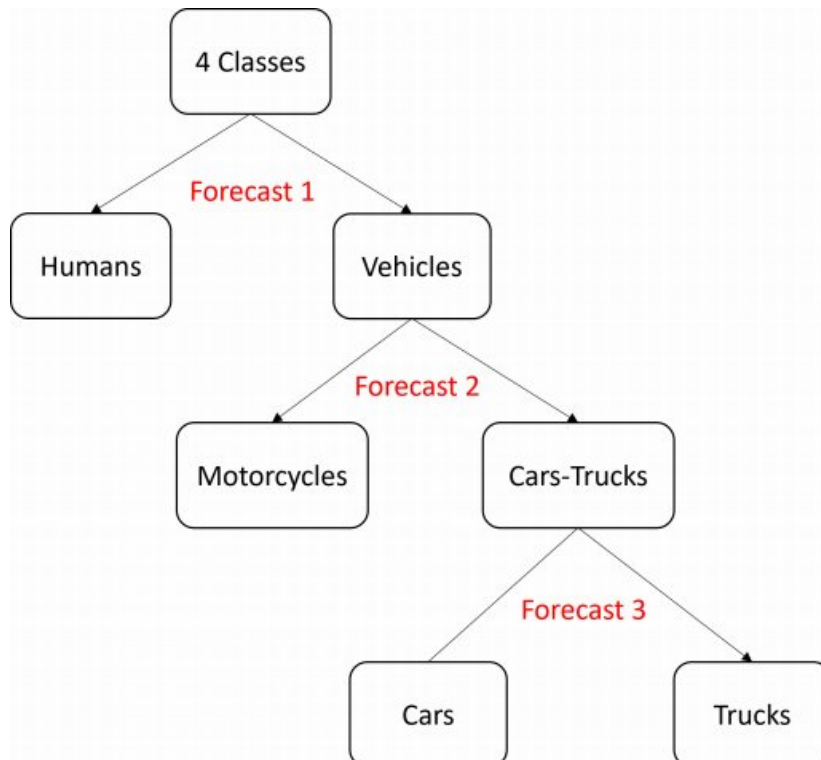 4 Classes
Forecast 1
Humans
Vehicles
Forecast 2
Motorcycles
Cars-Trucks
Forecast 3
Cars
Trucks